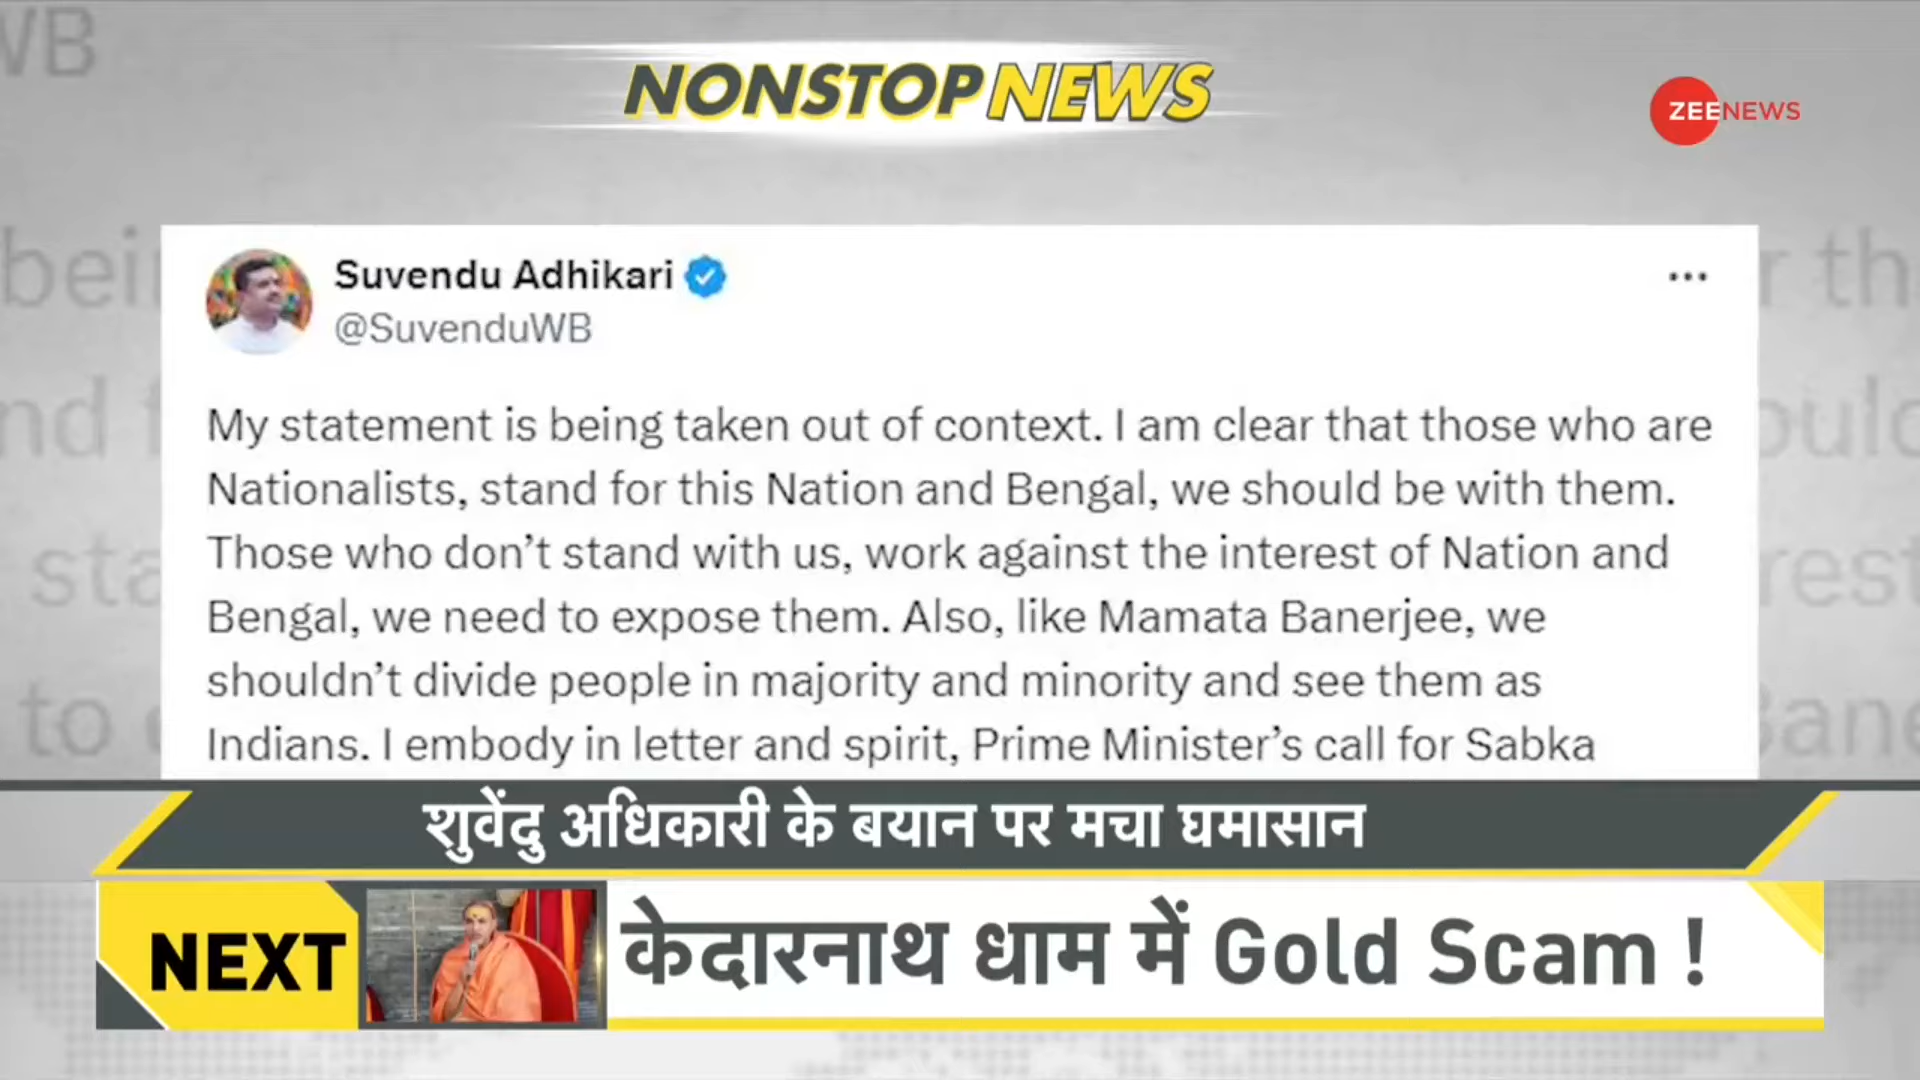 NONSTOP NEWS
ZEE NEWS
Suvendu Adhikari
@SuvenduWB
My statement is being taken out of context. I am clear that those who are
Nationalists, stand for this Nation and Bengal, we should be with them.
Those who don’t stand with us, work against the interest of Nation and
Bengal, we need to expose them. Also, like Mamata Banerjee, we
shouldn’t divide people in majority and minority and see them as
Indians. I embody in letter and spirit, Prime Minister’s call for Sabka
शुवेंदु अधिकारी के बयान पर मचा घमासान
NEXT
केदारनाथ धाम में Gold Scam !